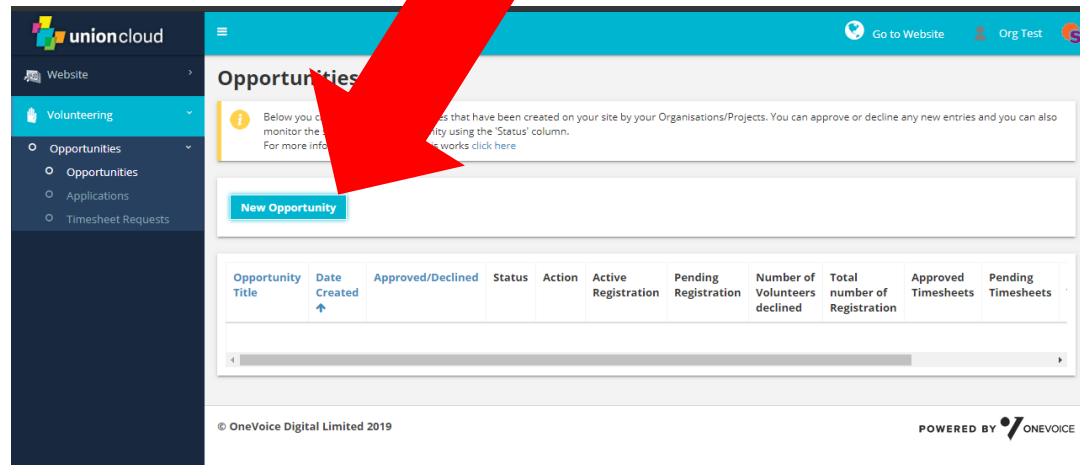 unioncloud
Go to Website
Org Test
Website
Volunteering
Opportunities
Opportunities
Applications
Timesheet Requests
Opportunities
Below you es that have been created on your site by your Organisations/Projects. You can approve or decline any new entries and you can also
monitor the using the 'Status' column.
For more works click here
New Opportunity
Opportunity Title
Date Created
Approved/Declined
Status
Action
Active Registration
Pending Registration
Number of Volunteers declined
Total number of Registration
Approved Timesheets
Pending Timesheets
© OneVoice Digital Limited 2019
POWERED BY ONEVOICE